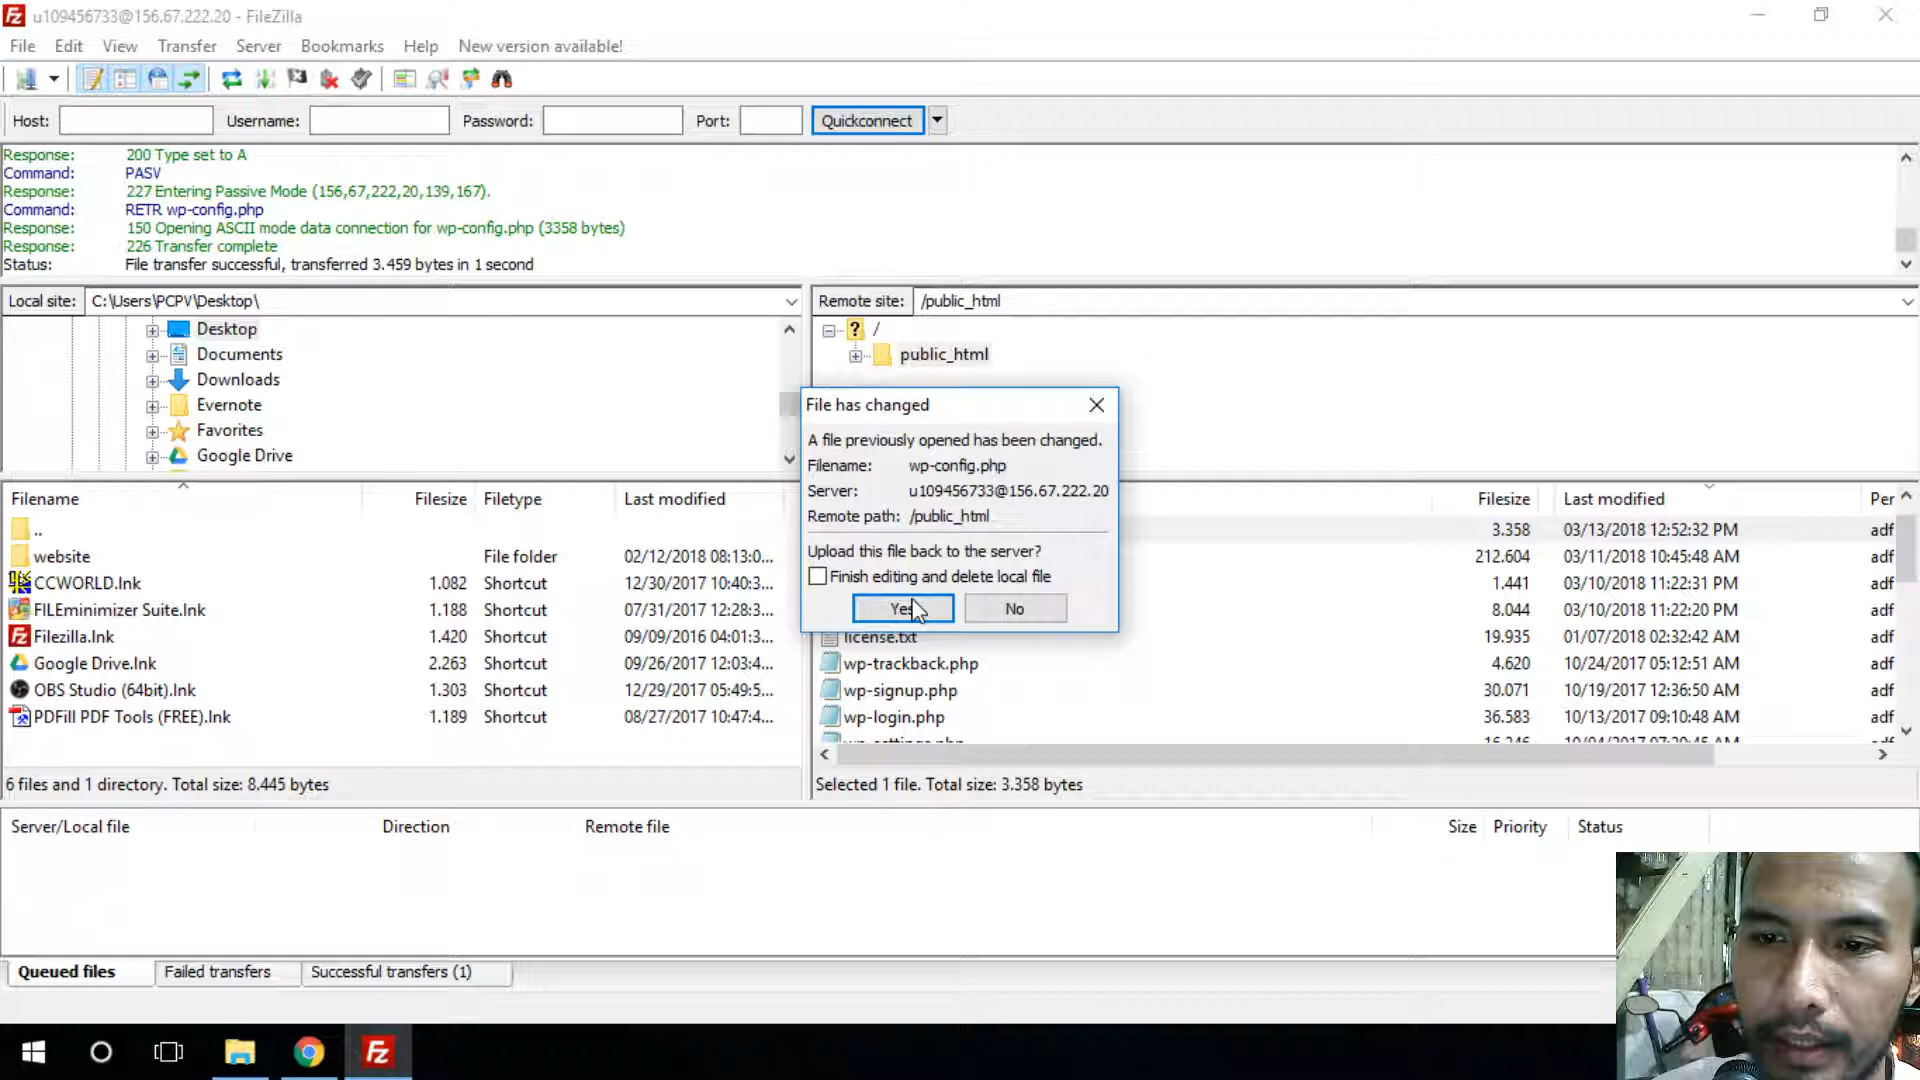 u109456733@156.67.222.20 - FileZilla
File Edit View Transfer Server Bookmarks Help New version available!
Host: Username: Password: Port: Quickconnect
Response: 200 Type set to A
Command: PASV
Response: 227 Entering Passive Mode (156,67,222,20,139,167).
Command: RETR wp-config.php
Response: 150 Opening ASCII mode data connection for wp-config.php (3358 bytes)
Response: 226 Transfer complete
Status: File transfer successful, transferred 3.459 bytes in 1 second
Local site: C:\Users\PCPV\Desktop\
Desktop
Documents
Downloads
Evernote
Favorites
Google Drive
Remote site: /public_html
/
public_html
File has changed
A file previously opened has been changed.
Filename: wp-config.php
Server: u109456733@156.67.222.20
Remote path: /public_html
Upload this file back to the server?
Finish editing and delete local file
Yes No
Filename Filesize Filetype Last modified
..
website File folder 02/12/2018 08:13:0...
CCWORLD.lnk 1.082 Shortcut 12/30/2017 10:40:3...
FILEminimizer Suite.lnk 1.188 Shortcut 07/31/2017 12:28:3...
Filezilla.lnk 1.420 Shortcut 09/09/2016 04:01:3...
Google Drive.lnk 2.263 Shortcut 09/26/2017 12:03:4...
OBS Studio (64bit).lnk 1.303 Shortcut 12/29/2017 05:49:5...
PDFill PDF Tools (FREE).lnk 1.189 Shortcut 08/27/2017 10:47:4...
6 files and 1 directory. Total size: 8.445 bytes
Filesize Last modified Per
3.358 03/13/2018 12:52:32 PM adf
212.604 03/11/2018 10:45:48 AM adf
1.441 03/10/2018 11:22:31 PM adf
8.044 03/10/2018 11:22:20 PM adf
license.txt 19.935 01/07/2018 02:32:42 AM adf
wp-trackback.php 4.620 10/24/2017 05:12:51 AM adf
wp-signup.php 30.071 10/19/2017 12:36:50 AM adf
wp-login.php 36.583 10/13/2017 09:10:48 AM adf
Selected 1 file. Total size: 3.358 bytes
Server/Local file Direction Remote file Size Priority Status
Queued files Failed transfers Successful transfers (1)